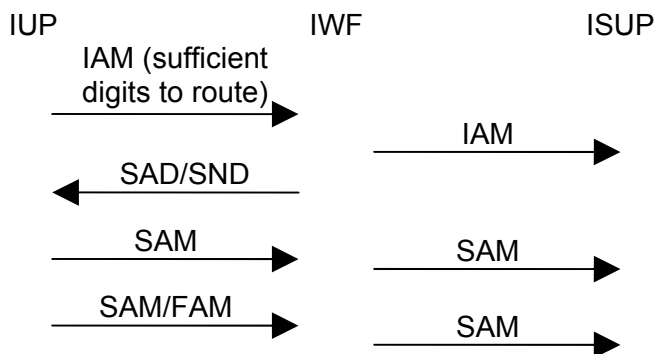 IUP IWF ISUP
IAM (sufficient
digits to route)
IAM
SAD/SND
SAM SAM
SAM/FAM
SAM